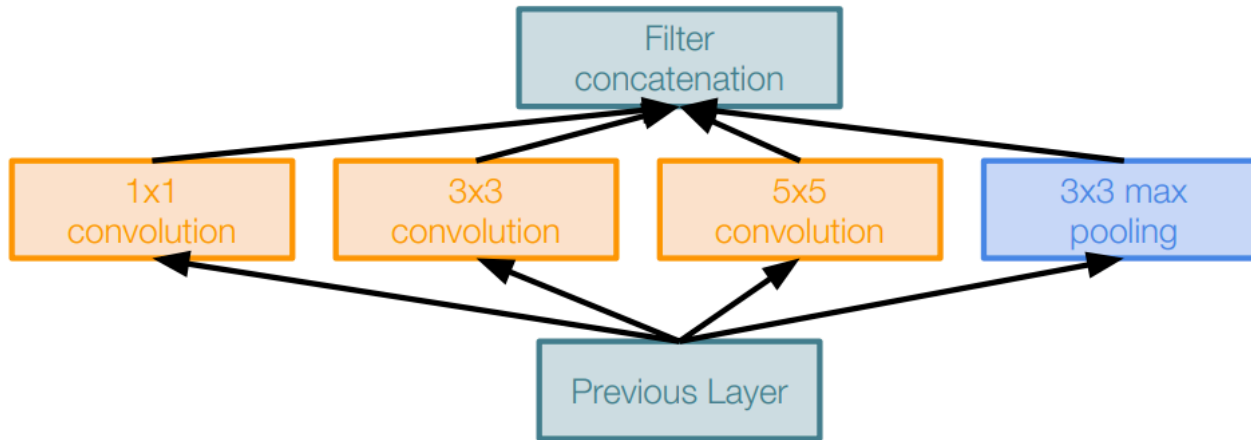 Filter
concatenation
1x1
convolution
3x3
convolution
5x5
convolution
3x3 max
pooling
Previous Layer